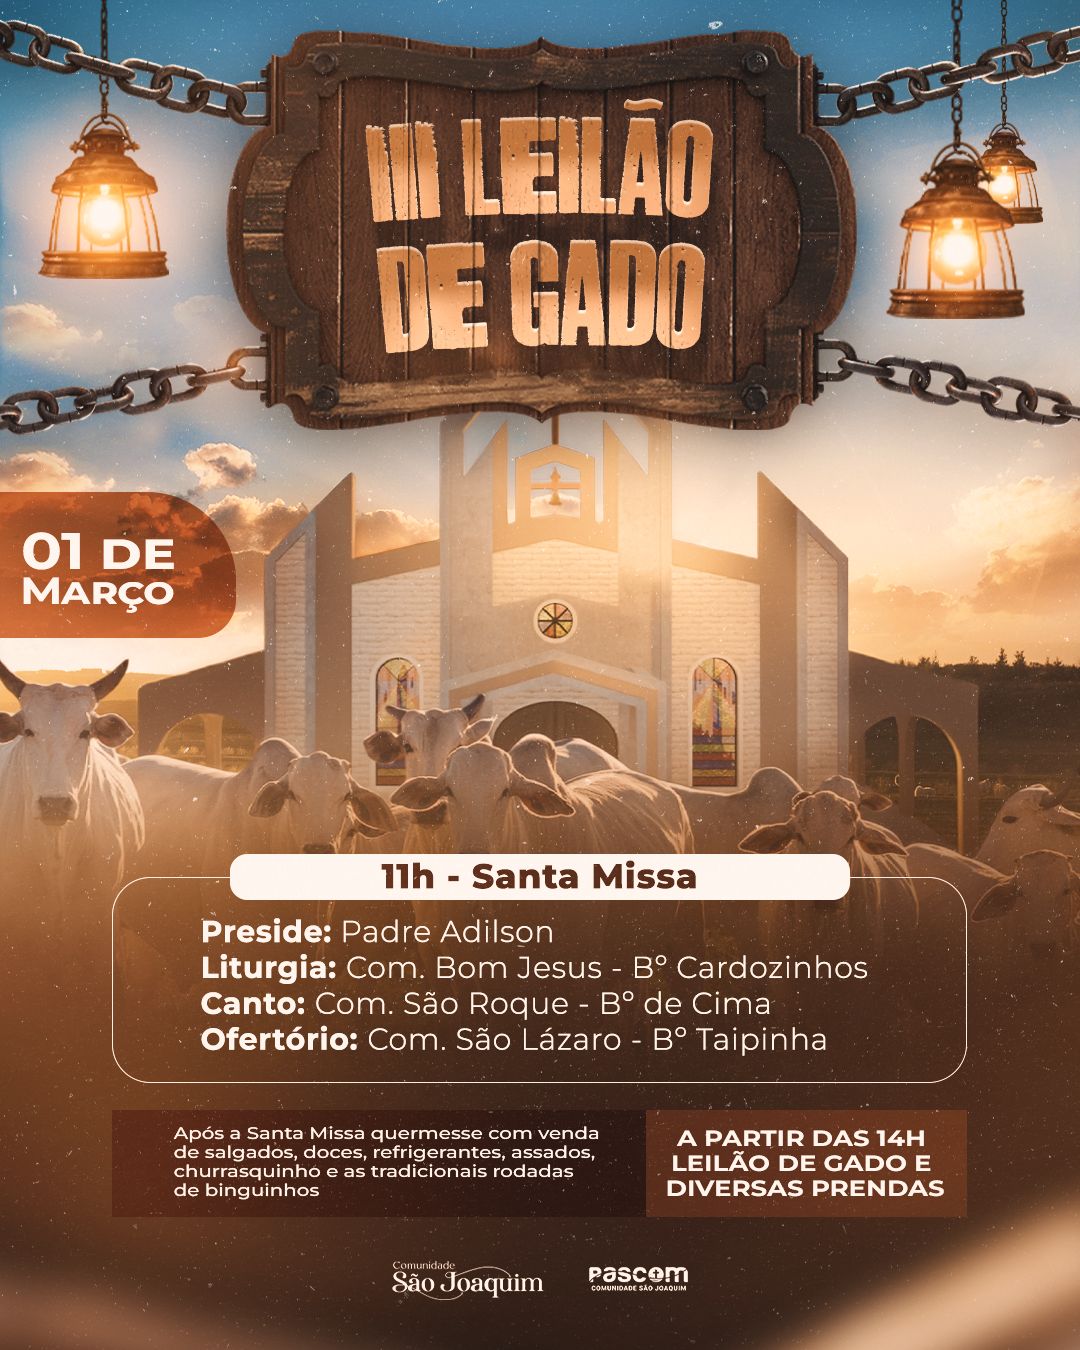 III LEILÃO
DE GADO
01 DE
MARÇO
11h - Santa Missa
Preside: Padre Adilson
Liturgia: Com. Bom Jesus - Bº Cardozinhos
Canto: Com. São Roque - Bº de Cima
Ofertório: Com. São Lázaro - Bº Taipinha
Após a Santa Missa quermesse com venda
de salgados, doces, refrigerantes, assados,
churrasquinho e as tradicionais rodadas
de binguinhos
A PARTIR DAS 14H
LEILÃO DE GADO E
DIVERSAS PRENDAS
Comunidade
São Joaquim
Pascom
COMUNIDADE SÃO JOAQUIM